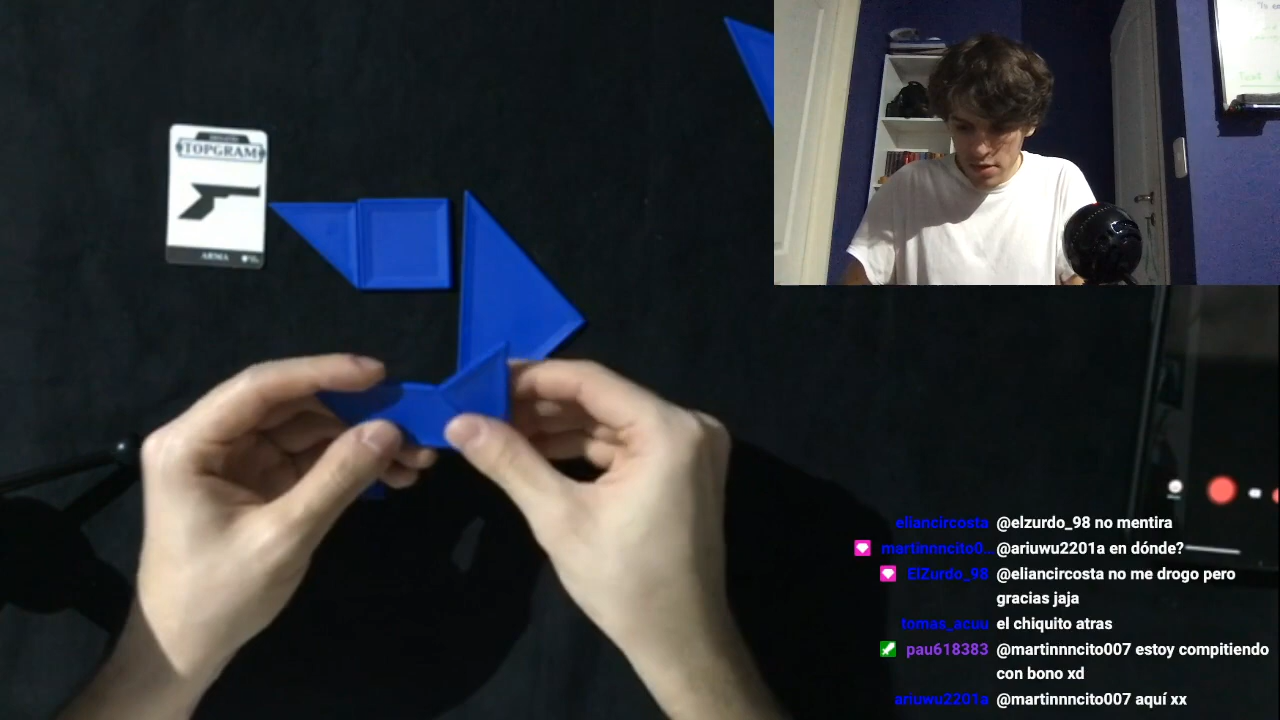 TOPGRAM
ARMA
eliancircosta @elzurdo_98 no mentira
martinnncito0... @ariuwu2201a en dónde?
ElZurdo_98 @eliancircosta no me drogo pero
gracias jaja
tomas_acuu el chiquito atras
pau618383 @martinnncito007 estoy compitiendo
con bono xd
ariuwu2201a @martinnncito007 aquí xx